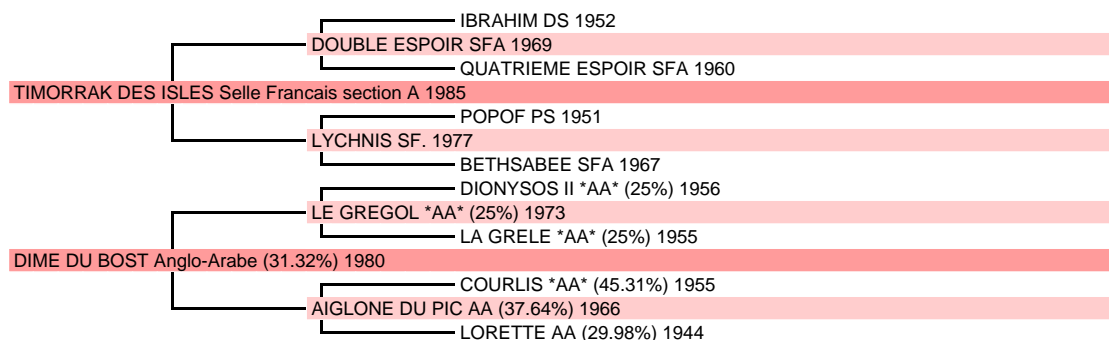 IBRAHIM DS 1952
DOUBLE ESPOIR SFA 1969
QUATRIEME ESPOIR SFA 1960
TIMORRAK DES ISLES Selle Francais section A 1985
POPOF PS 1951
LYCHNIS SF. 1977
BETHSABEE SFA 1967
DIONYSOS II *AA* (25%) 1956
LE GREGOL *AA* (25%) 1973
LA GRELE *AA* (25%) 1955
DIME DU BOST Anglo-Arabe (31.32%) 1980
COURLIS *AA* (45.31%) 1955
AIGLONE DU PIC AA (37.64%) 1966
LORETTE AA (29.98%) 1944